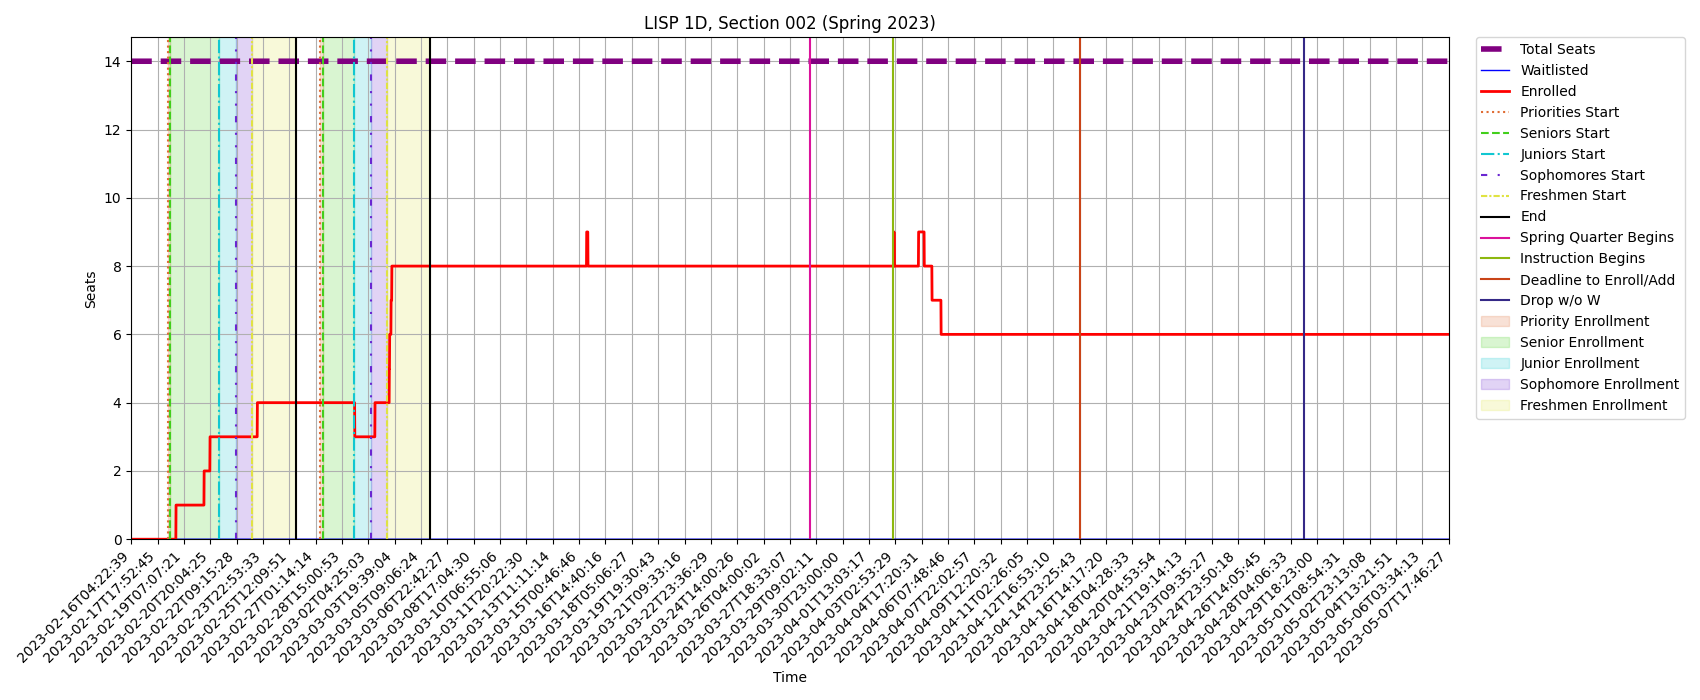 LISP 1D, Section 002 (Spring 2023)
Seats
14
12
10
8
6
4
2
0
2023-02-16T04:22:39
2023-02-17T17:52:45
2023-02-19T07:07:21
2023-02-20T20:04:25
2023-02-22T09:15:28
2023-02-23T22:53:33
2023-02-25T12:09:51
2023-02-27T01:14:14
2023-02-28T15:00:53
2023-03-02T04:25:03
2023-03-03T19:39:04
2023-03-05T09:06:24
2023-03-06T22:42:27
2023-03-08T17:04:30
2023-03-10T06:55:06
2023-03-11T20:22:30
2023-03-13T11:11:14
2023-03-15T00:46:46
2023-03-16T14:40:16
2023-03-18T05:06:27
2023-03-19T19:30:43
2023-03-21T09:33:16
2023-03-22T23:36:29
2023-03-24T14:00:26
2023-03-26T04:00:02
2023-03-27T18:33:07
2023-03-29T09:02:11
2023-03-30T23:00:00
2023-04-01T13:03:17
2023-04-03T02:53:29
2023-04-04T17:20:31
2023-04-06T07:48:46
2023-04-07T22:02:57
2023-04-09T12:20:32
2023-04-11T02:26:05
2023-04-12T16:53:10
2023-04-14T23:25:43
2023-04-16T14:17:20
2023-04-18T04:28:33
2023-04-20T04:53:54
2023-04-21T19:14:13
2023-04-23T09:35:27
2023-04-24T23:50:18
2023-04-26T14:05:45
2023-04-28T04:06:33
2023-04-29T18:23:00
2023-05-01T08:54:31
2023-05-02T23:13:08
2023-05-04T13:21:51
2023-05-06T03:34:13
2023-05-07T17:46:27
Time
Total Seats
Waitlisted
Enrolled
Priorities Start
Seniors Start
Juniors Start
Sophomores Start
Freshmen Start
End
Spring Quarter Begins
Instruction Begins
Deadline to Enroll/Add
Drop w/o W
Priority Enrollment
Senior Enrollment
Junior Enrollment
Sophomore Enrollment
Freshmen Enrollment